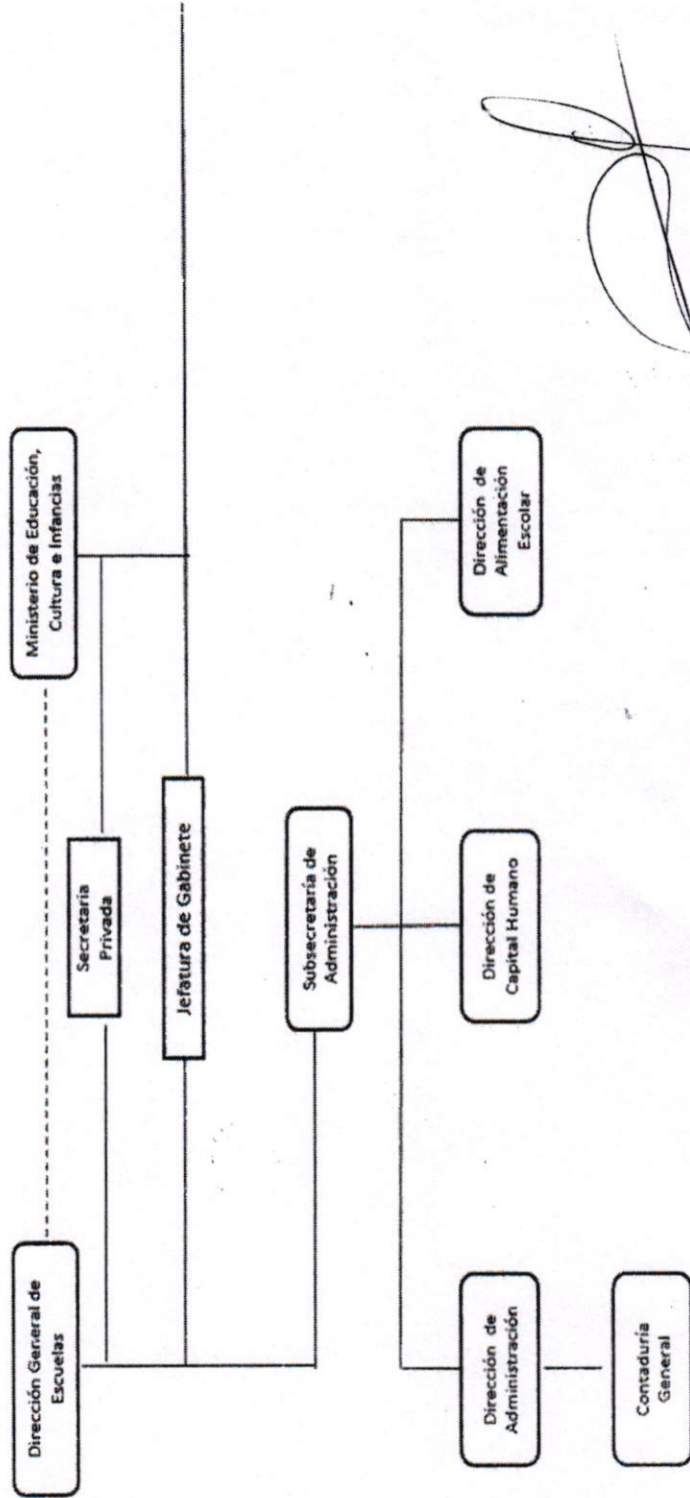 Dirección General de
Escuelas
Ministerio de Educación,
Cultura e Infancias
Secretaria
Privada
Jefatura de Gabinete
Subsecretaría de
Administración
Dirección de
Administración
Dirección de
Capital Humano
Dirección de
Alimentación
Escolar
Contaduría
General